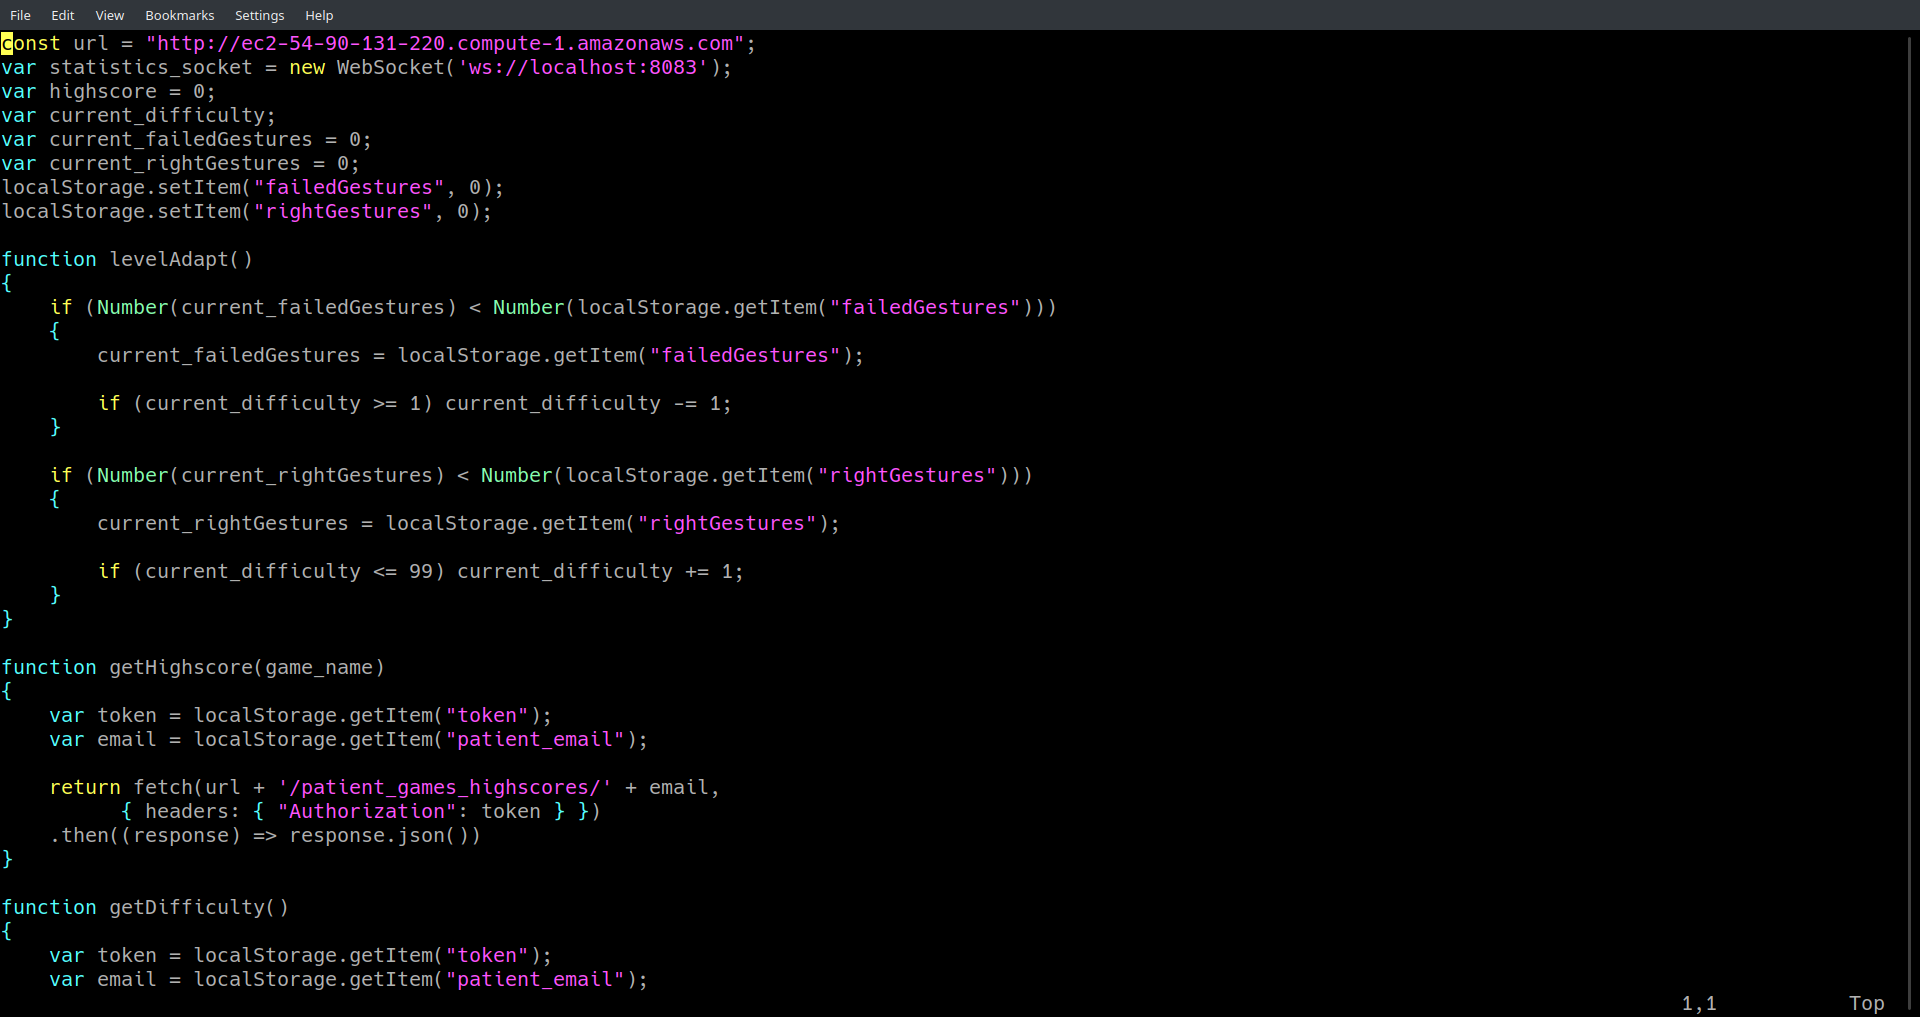 File Edit View Bookmarks Settings Help
const url = "http://ec2-54-90-131-220.compute-1.amazonaws.com";
var statistics_socket = new WebSocket('ws://localhost:8083');
var highscore = 0;
var current_difficulty;
var current_failedGestures = 0;
var current_rightGestures = 0;
localStorage.setItem("failedGestures", 0);
localStorage.setItem("rightGestures", 0);

function levelAdapt()
{
    if (Number(current_failedGestures) < Number(localStorage.getItem("failedGestures")))
    {
        current_failedGestures = localStorage.getItem("failedGestures");

        if (current_difficulty >= 1) current_difficulty -= 1;
    }

    if (Number(current_rightGestures) < Number(localStorage.getItem("rightGestures")))
    {
        current_rightGestures = localStorage.getItem("rightGestures");

        if (current_difficulty <= 99) current_difficulty += 1;
    }
}

function getHighscore(game_name)
{
    var token = localStorage.getItem("token");
    var email = localStorage.getItem("patient_email");

    return fetch(url + '/patient_games_highscores/' + email,
          { headers: { "Authorization": token } })
    .then((response) => response.json())
}

function getDifficulty()
{
    var token = localStorage.getItem("token");
    var email = localStorage.getItem("patient_email");
1,1 Top